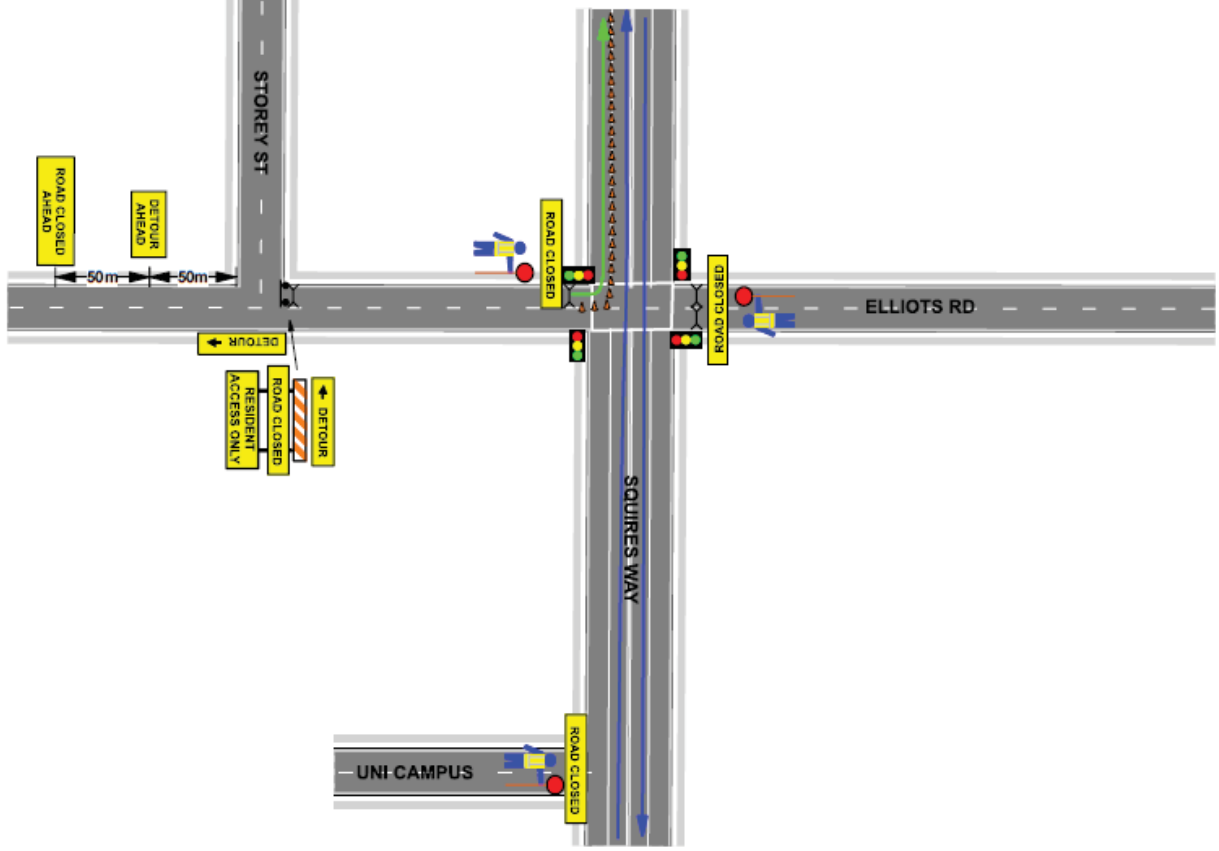 STOREY ST
ROAD CLOSED
AHEAD
DETOUR
AHEAD
50m
50m
ROAD CLOSED
ROAD CLOSED
ELLIOTS RD
DETOUR
DETOUR
ROAD CLOSED
RESIDENT
ACCESS ONLY
SQUIRES WAY
ROAD CLOSED
UNI CAMPUS